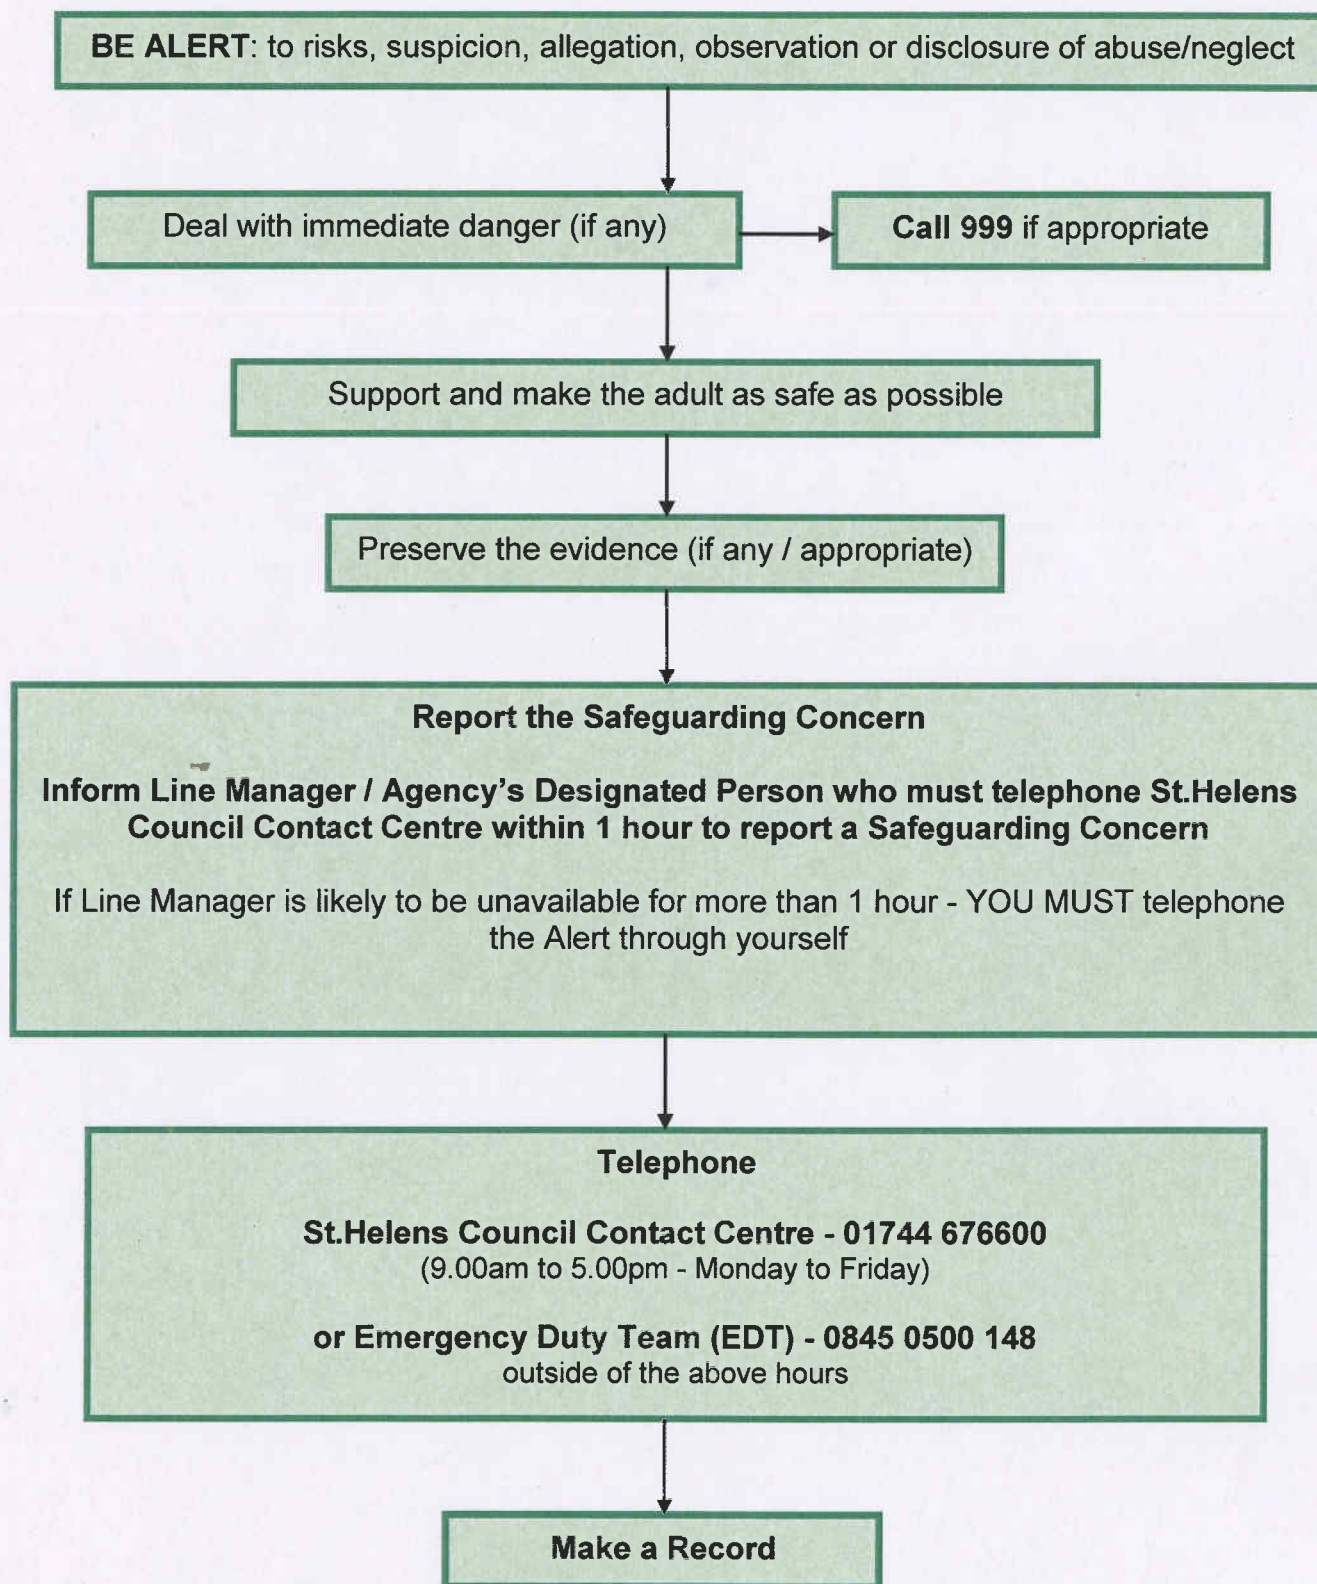 BE ALERT: to risks, suspicion, allegation, observation or disclosure of abuse/neglect
Deal with immediate danger (if any)
Call 999 if appropriate
Support and make the adult as safe as possible
Preserve the evidence (if any / appropriate)
Report the Safeguarding Concern
Inform Line Manager / Agency's Designated Person who must telephone St.Helens
Council Contact Centre within 1 hour to report a Safeguarding Concern
If Line Manager is likely to be unavailable for more than 1 hour - YOU MUST telephone
the Alert through yourself
Telephone
St.Helens Council Contact Centre - 01744 676600
(9.00am to 5.00pm - Monday to Friday)
or Emergency Duty Team (EDT) - 0845 0500 148
outside of the above hours
Make a Record